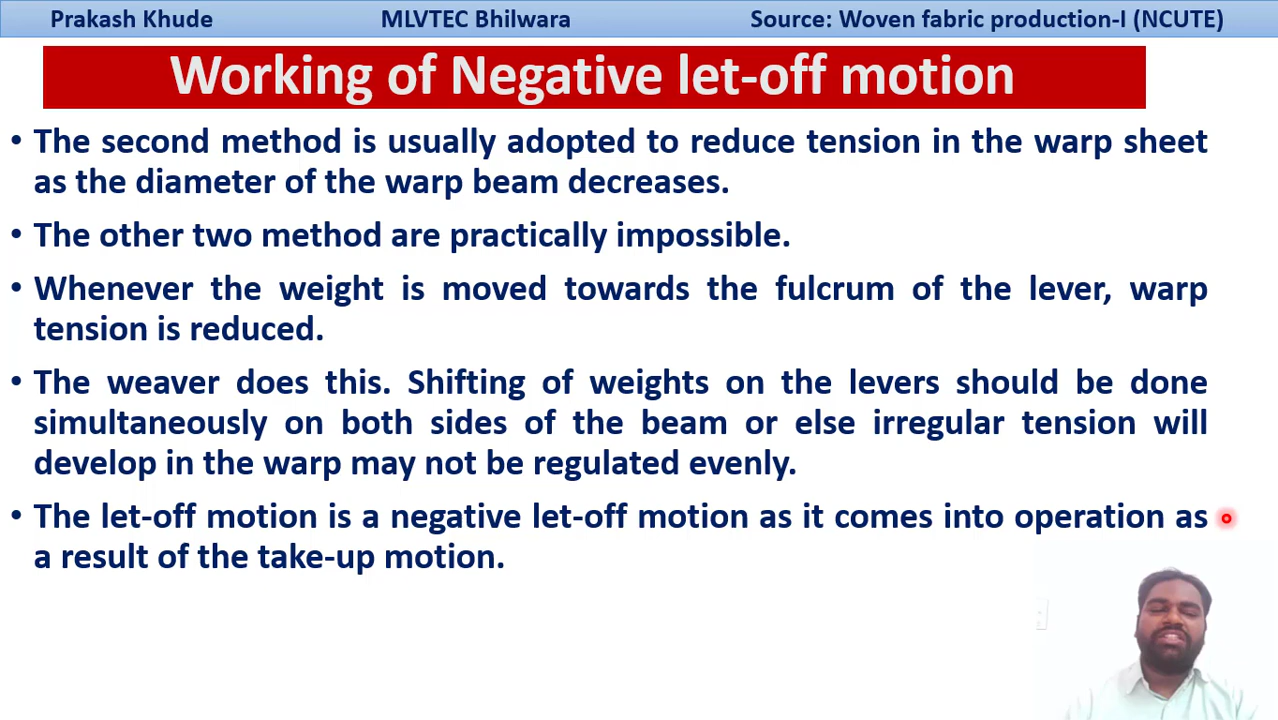 Prakash Khude MLVTEC Bhilwara Source: Woven fabric production-I (NCUTE)
Working of Negative let-off motion
• The second method is usually adopted to reduce tension in the warp sheet
as the diameter of the warp beam decreases.
• The other two method are practically impossible.
• Whenever the weight is moved towards the fulcrum of the lever, warp
tension is reduced.
• The weaver does this. Shifting of weights on the levers should be done
simultaneously on both sides of the beam or else irregular tension will
develop in the warp may not be regulated evenly.
• The let-off motion is a negative let-off motion as it comes into operation as
a result of the take-up motion.